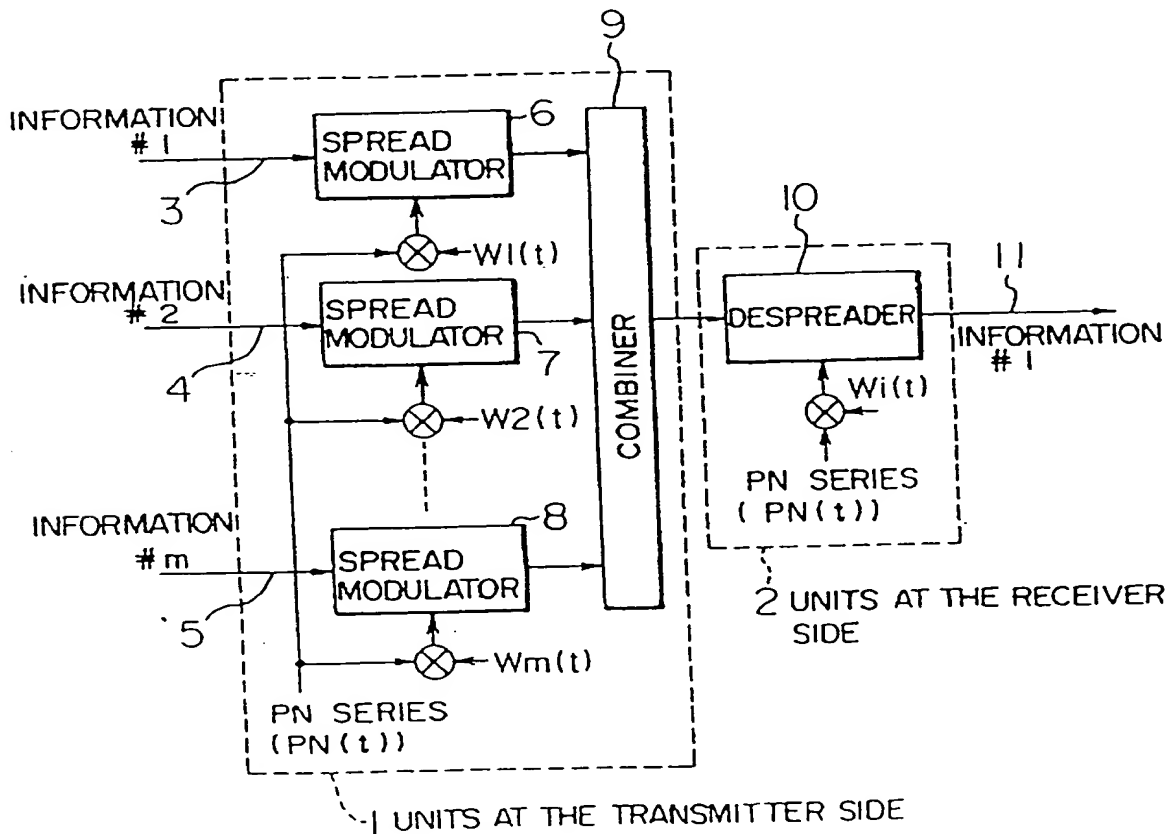 9
INFORMATION
# 1
3
SPREAD
MODULATOR
6
W1(t)
INFORMATION
# 2
4
SPREAD
MODULATOR
7
W2(t)
INFORMATION
# m
5
SPREAD
MODULATOR
8
Wm(t)
PN SERIES
(PN(t))
COMBINER
10
DESPREADER
11
INFORMATION
# 1
Wi(t)
PN SERIES
(PN(t))
2 UNITS AT THE RECEIVER
SIDE
1 UNITS AT THE TRANSMITTER SIDE